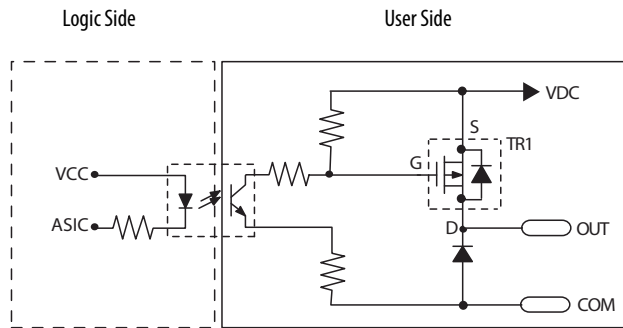 Logic Side
User Side
VDC
S
TR1
G
VCC
ASIC
D
OUT
COM